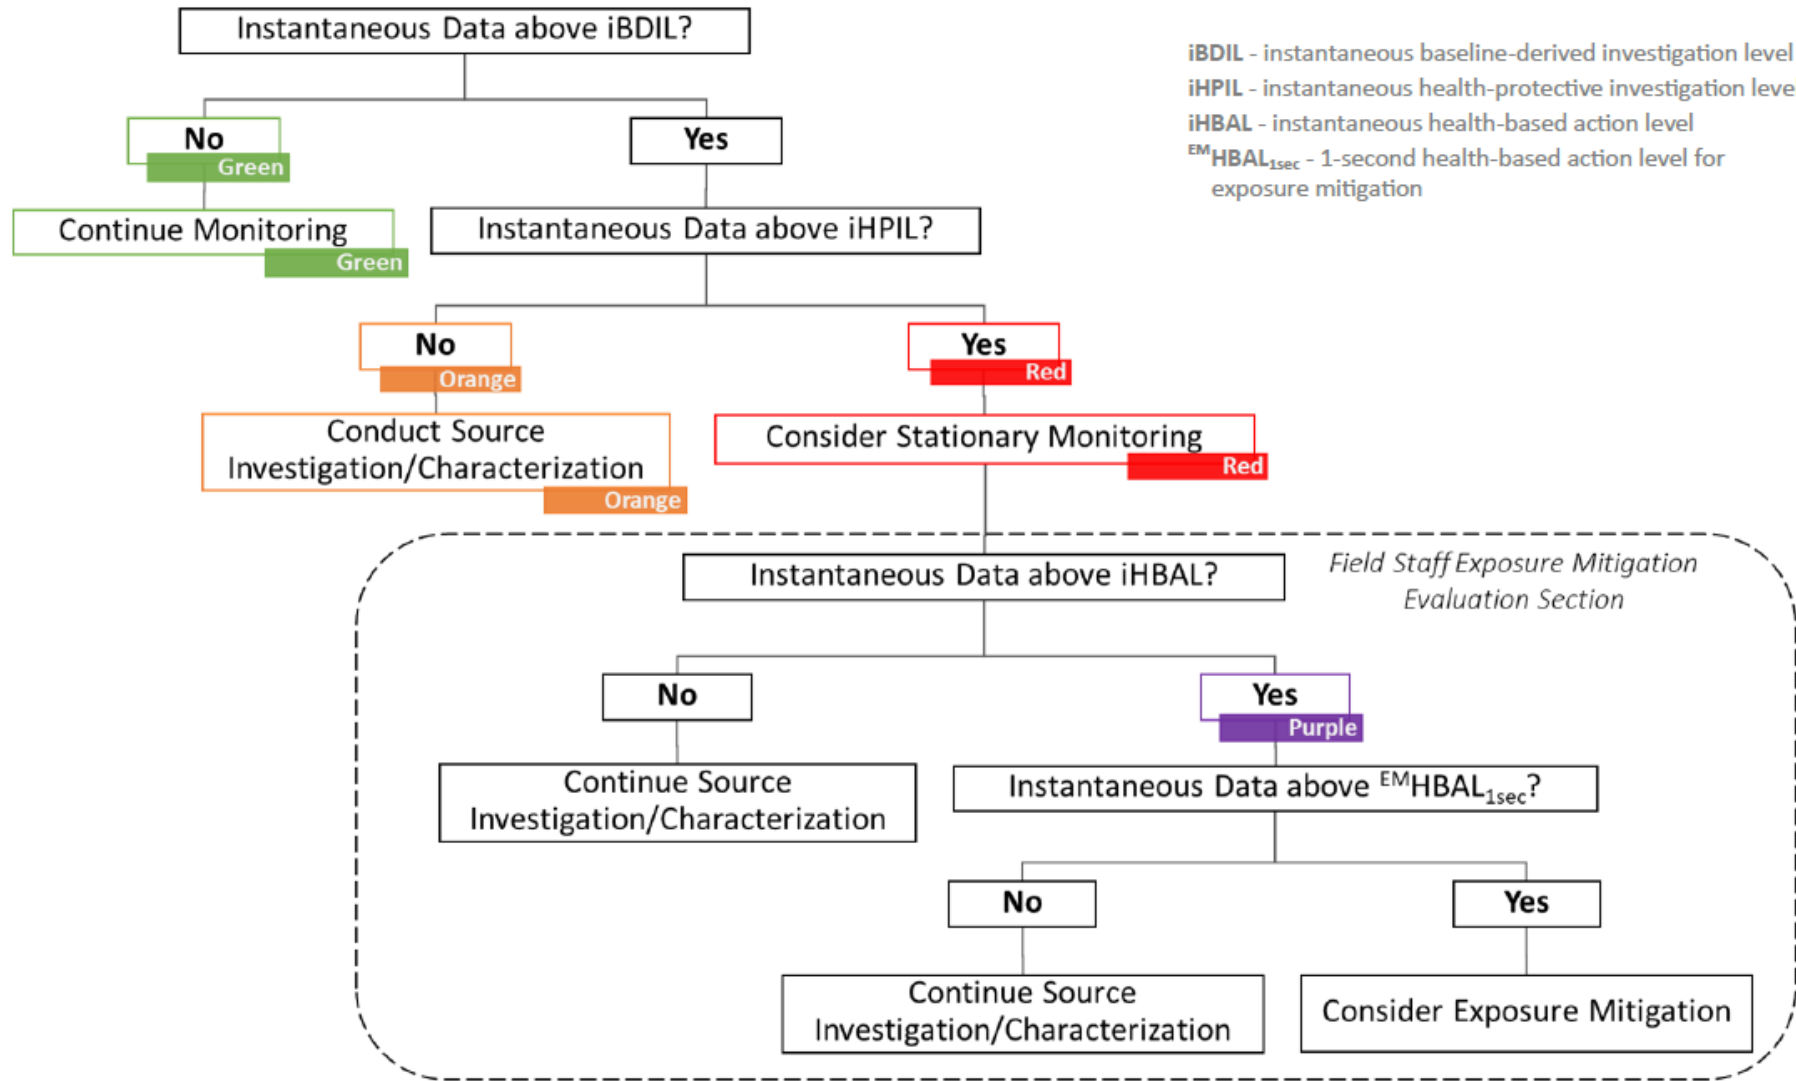 Instantaneous Data above iBDIL?
iBDIL - instantaneous baseline-derived investigation level
iHPIL - instantaneous health-protective investigation leve
iHBAL - instantaneous health-based action level
EMHBAL1sec - 1-second health-based action level for
exposure mitigation
No
Green
Yes
Continue Monitoring
Green
Instantaneous Data above iHPIL?
No
Orange
Yes
Red
Conduct Source
Investigation/Characterization
Orange
Consider Stationary Monitoring
Red
Field Staff Exposure Mitigation
Evaluation Section
Instantaneous Data above iHBAL?
No
Yes
Purple
Continue Source
Investigation/Characterization
Instantaneous Data above EMHBAL1sec?
No
Yes
Continue Source
Investigation/Characterization
Consider Exposure Mitigation